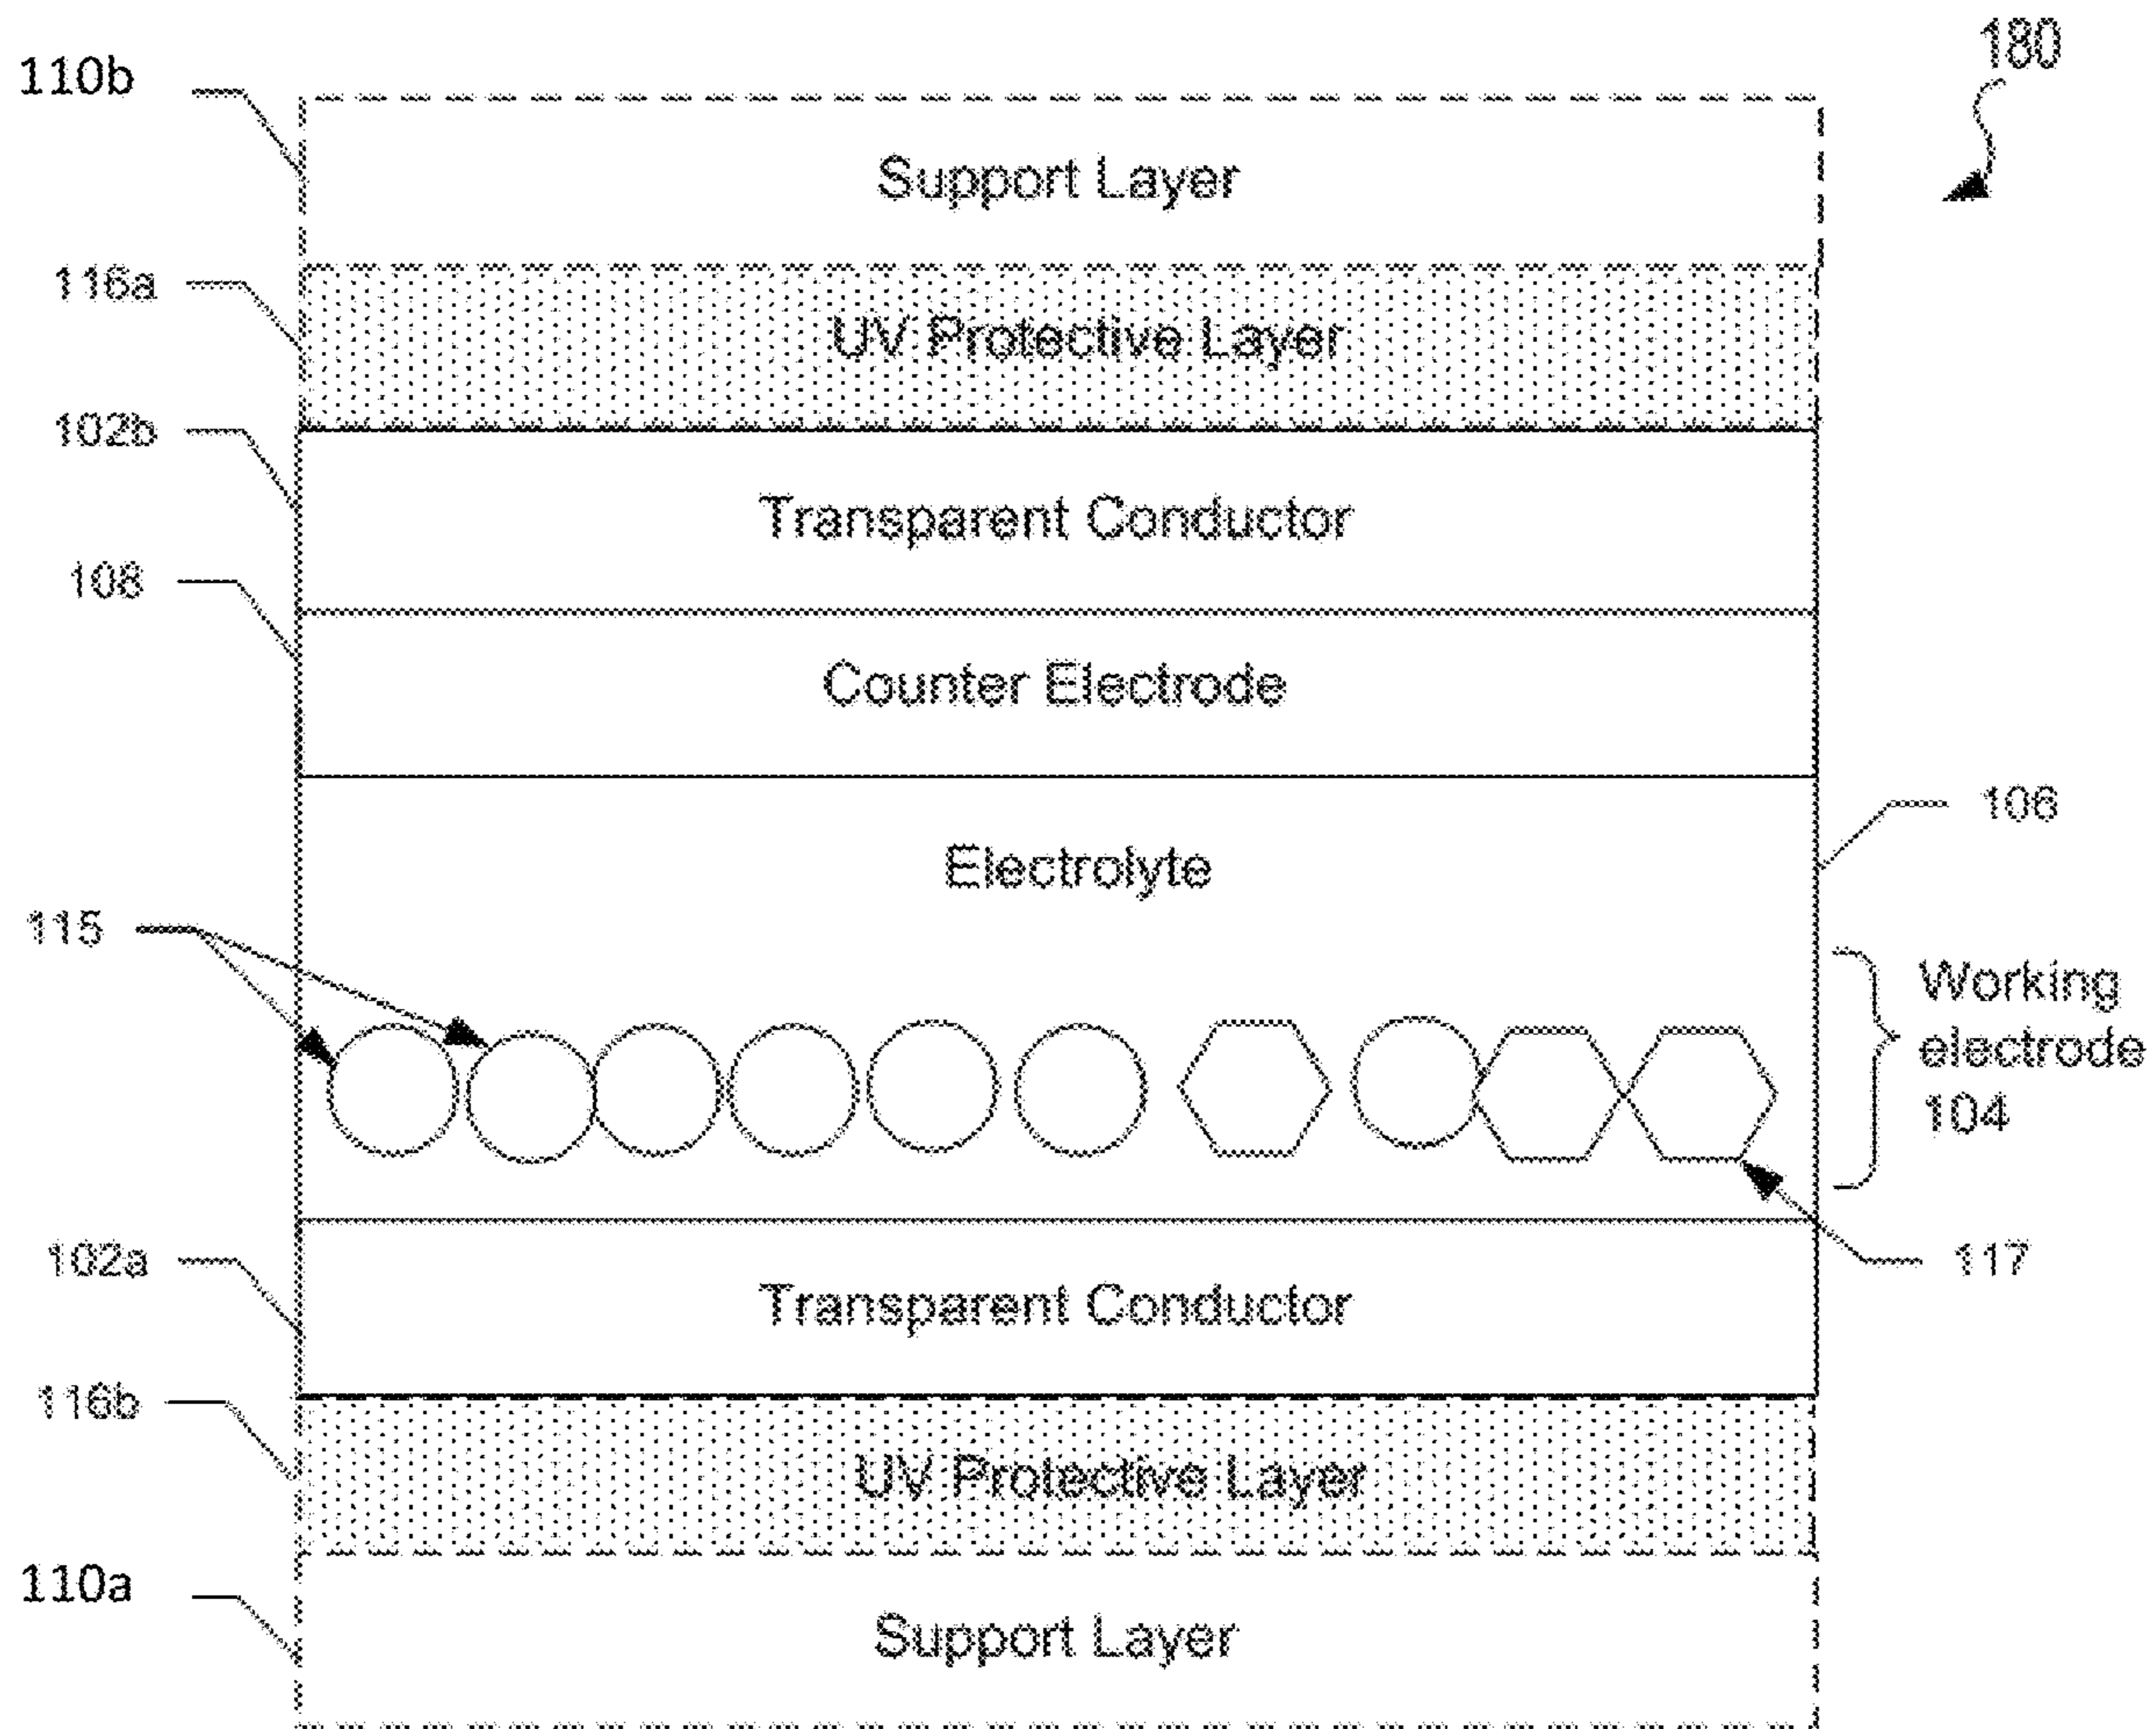 180
110b
Support Layer
116a
UV Protective Layer
102b
Transparent Conductor
108
Counter Electrode
106
Electrolyte
115
Working
electrode
104
102a
117
Transparent Conductor
116b
UV Protective Layer
110a
Support Layer